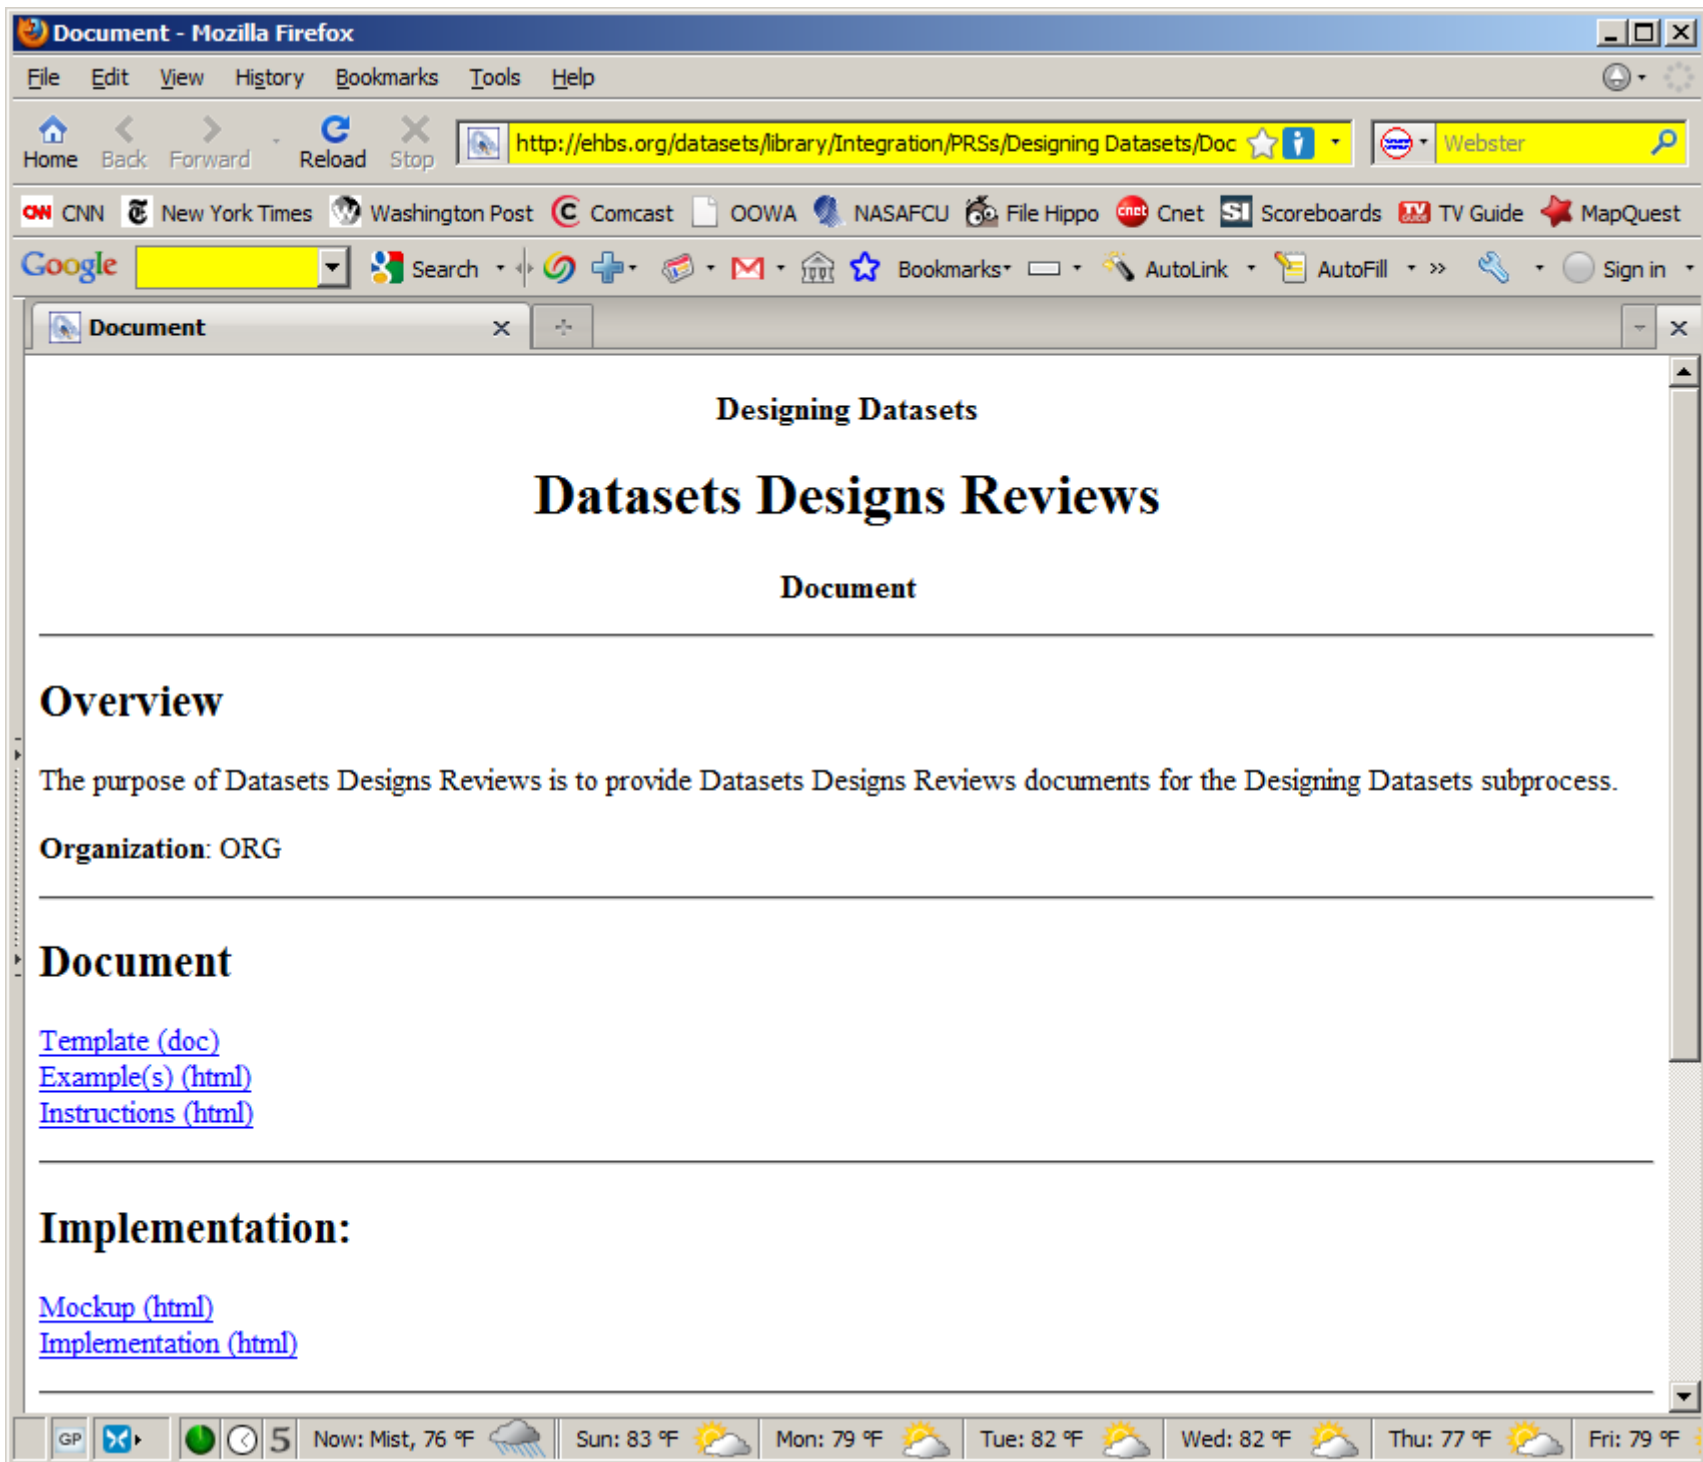 Document - Mozilla Firefox
File Edit View History Bookmarks Tools Help
Home Back Forward Reload Stop http://ehbs.org/datasets/library/Integration/PRSs/Designing Datasets/Doc Webster
CNN CNN New York Times Washington Post Comcast OOWA NASAFCU File Hippo cnet Cnet SI Scoreboards TV GUIDE TV Guide MapQuest
Google Search Bookmarks AutoLink AutoFill » Sign in
Document
Designing Datasets
Datasets Designs Reviews
Document
Overview
The purpose of Datasets Designs Reviews is to provide Datasets Designs Reviews documents for the Designing Datasets subprocess.
Organization: ORG
Document
Template (doc)
Example(s) (html)
Instructions (html)
Implementation:
Mockup (html)
Implementation (html)
GP 5 Now: Mist, 76 °F Sun: 83 °F Mon: 79 °F Tue: 82 °F Wed: 82 °F Thu: 77 °F Fri: 79 °F